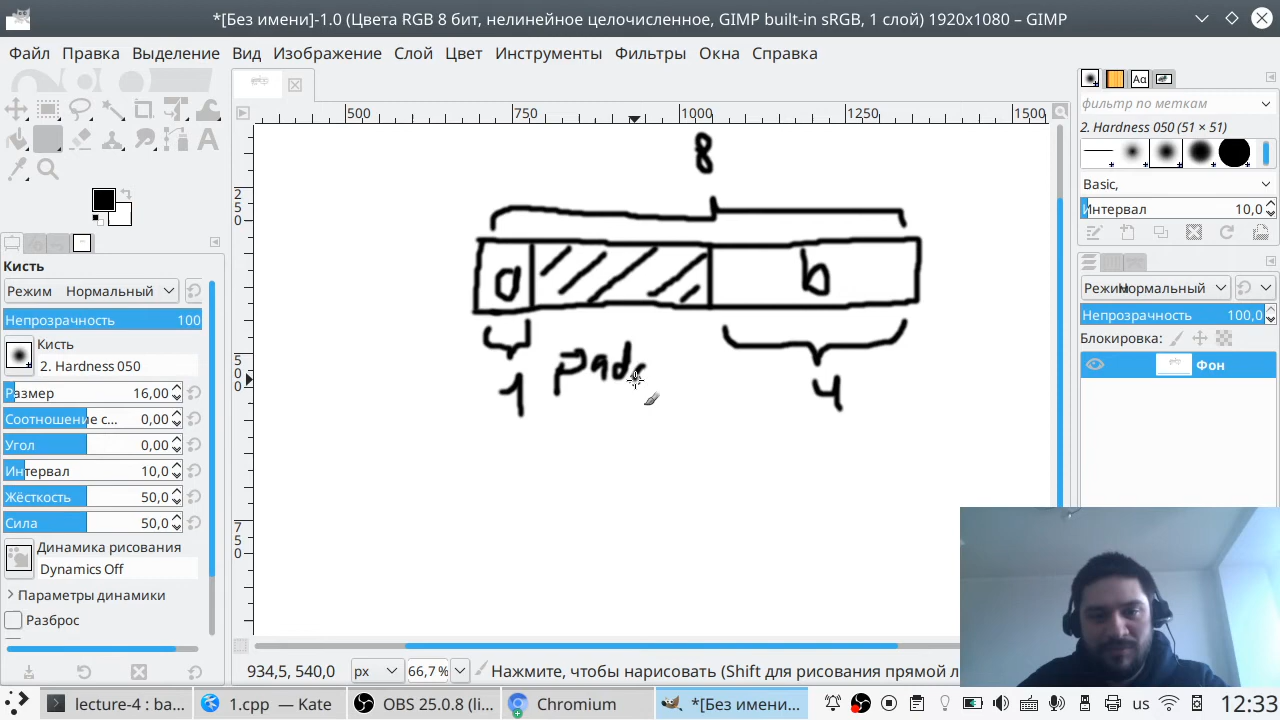 *[Без имени]-1.0 (Цвета RGB 8 бит, нелинейное целочисленное, GIMP built-in sRGB, 1 слой) 1920x1080 – GIMP
Файл Правка Выделение Вид Изображение Слой Цвет Инструменты Фильтры Окна Справка
500 750 1000 1250 1500
250
500
750
8
a b
1 padd 4
Кисть
Режим Нормальный
Непрозрачность 100
Кисть
2. Hardness 050
Размер 16,00
Соотношение с... 0,00
Угол 0,00
Интервал 10,0
Жёсткость 50,0
Сила 50,0
Динамика рисования
Dynamics Off
Параметры динамики
Разброс
фильтр по меткам
2. Hardness 050 (51 × 51)
Basic,
Интервал 10,0
Режим Нормальный
Непрозрачность 100,0
Блокировка:
Фон
934,5, 540,0 px 66,7% Нажмите, чтобы нарисовать (Shift для рисования прямой л
lecture-4 : ba... 1.cpp — Kate OBS 25.0.8 (li... Chromium *[Без имени... us 12:33